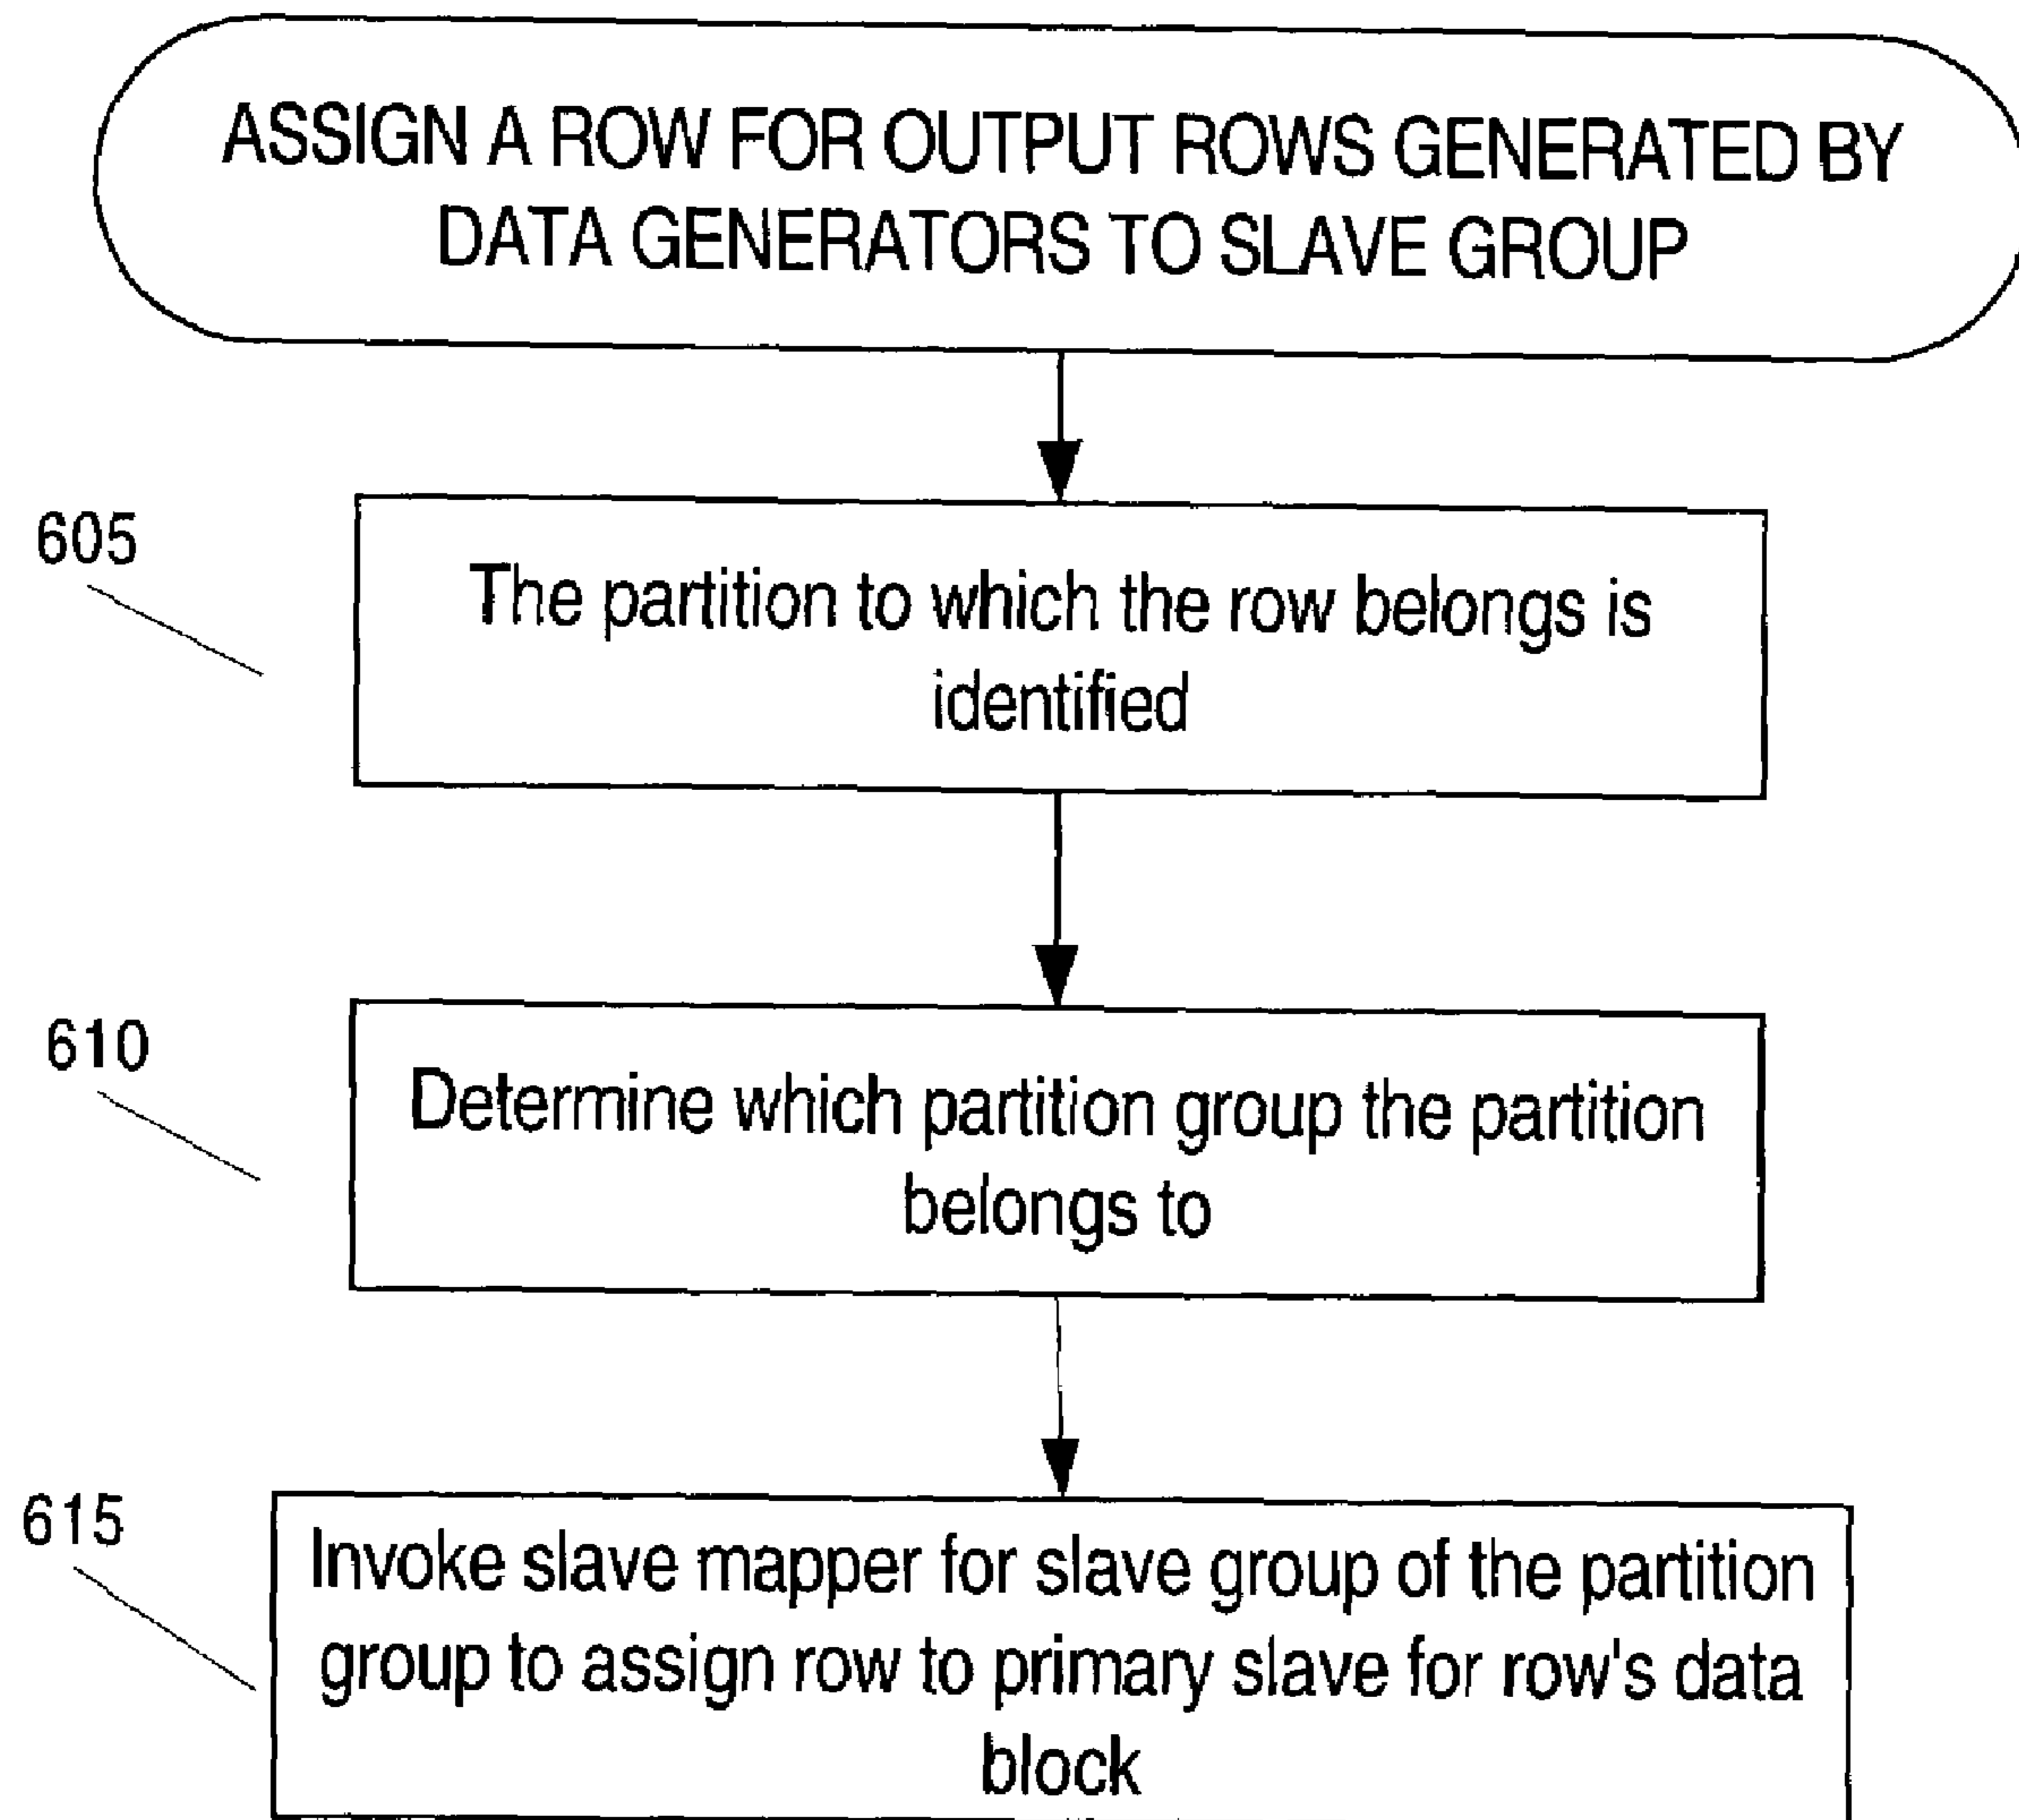 ASSIGN A ROW FOR OUTPUT ROWS GENERATED BY
DATA GENERATORS TO SLAVE GROUP
605
The partition to which the row belongs is
identified
610
Determine which partition group the partition
belongs to
615
Invoke slave mapper for slave group of the partition
group to assign row to primary slave for row's data
block